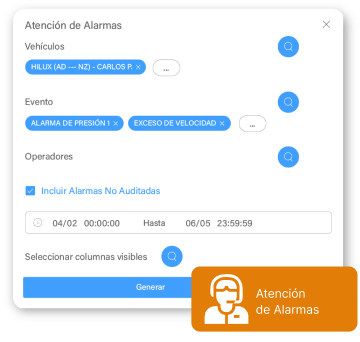 Atención de Alarmas
Vehículos
HILUX (AD --- NZ) - CARLOS P. ×
...
Evento
ALARMA DE PRESIÓN 1 × EXCESO DE VELOCIDAD × ...
Operadores
Incluir Alarmas No Auditadas
04/02 00:00:00 Hasta 06/05 23:59:59
Seleccionar columnas visibles
Generar
Atención
de Alarmas